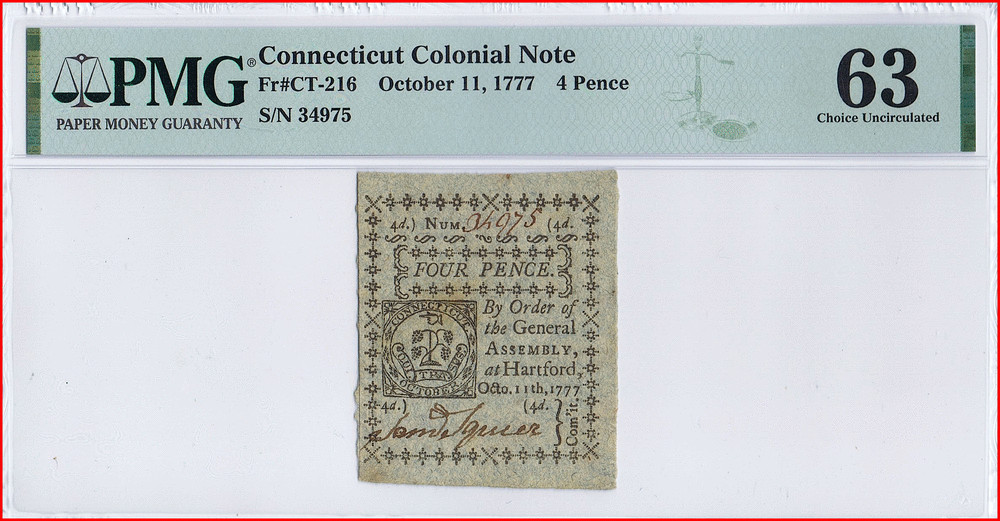 PMG®
PAPER MONEY GUARANTY
Connecticut Colonial Note
Fr#CT-216 October 11, 1777 4 Pence
S/N 34975
63
Choice Uncirculated
4d.) NUM. 34975 (4d.
FOUR PENCE.
By Order of
the General
ASSEMBLY,
at Hartford,
Octo. 11th, 1777
CONNECTICUT
OCTOBER
4d.) (4d.
Com'it.